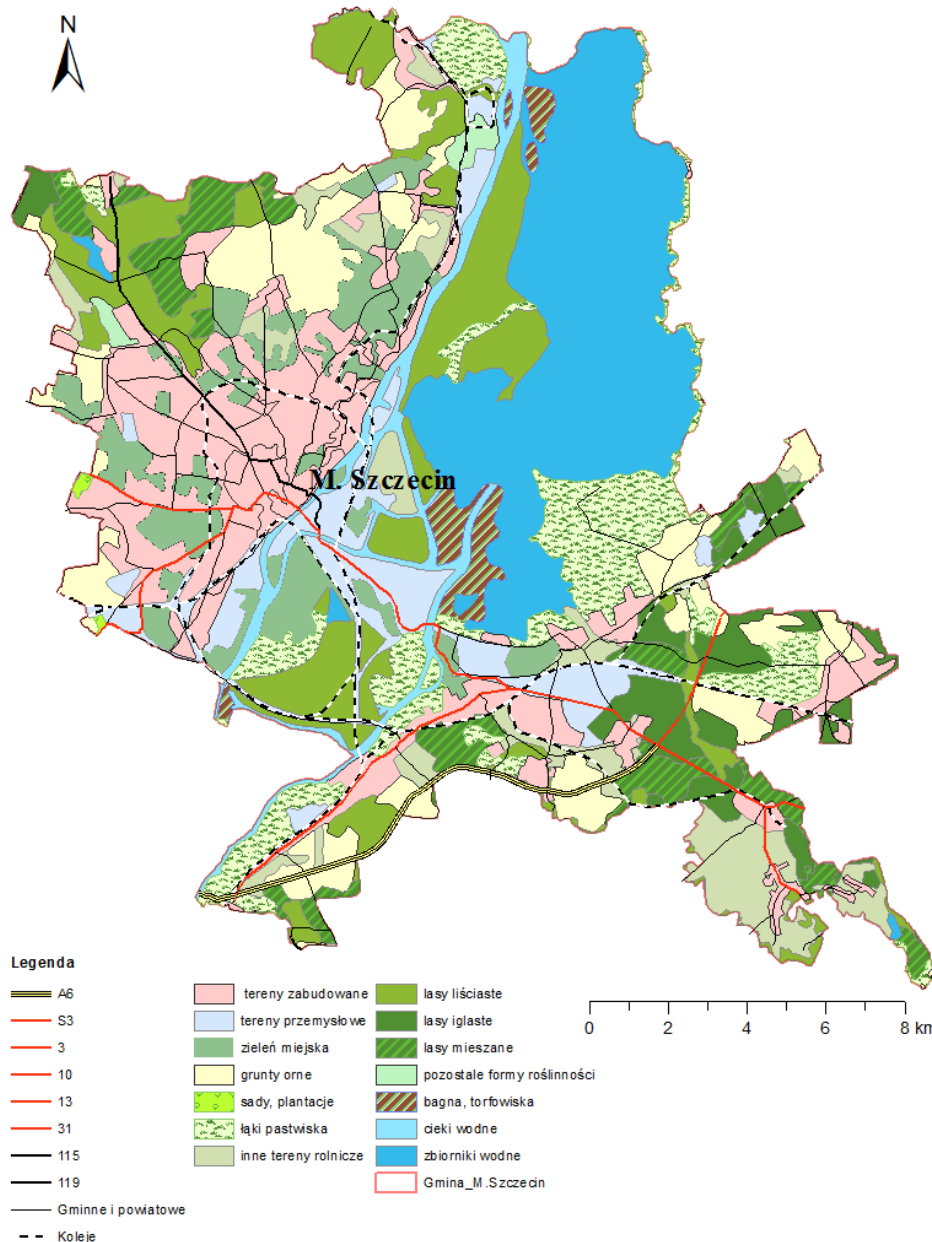 N
M. Szczecin
Legenda
A6
S3
3
10
13
31
115
119
Gminne i powiatowe
Koleje
tereny zabudowane
tereny przemysłowe
zieleń miejska
grunty orne
sady, plantacje
łąki pastwiska
inne tereny rolnicze
lasy liściaste
lasy iglaste
lasy mieszane
pozostałe formy roślinności
bagna, torfowiska
cieki wodne
zbiorniki wodne
Gmina_M.Szczecin
0 2 4 6 8 km